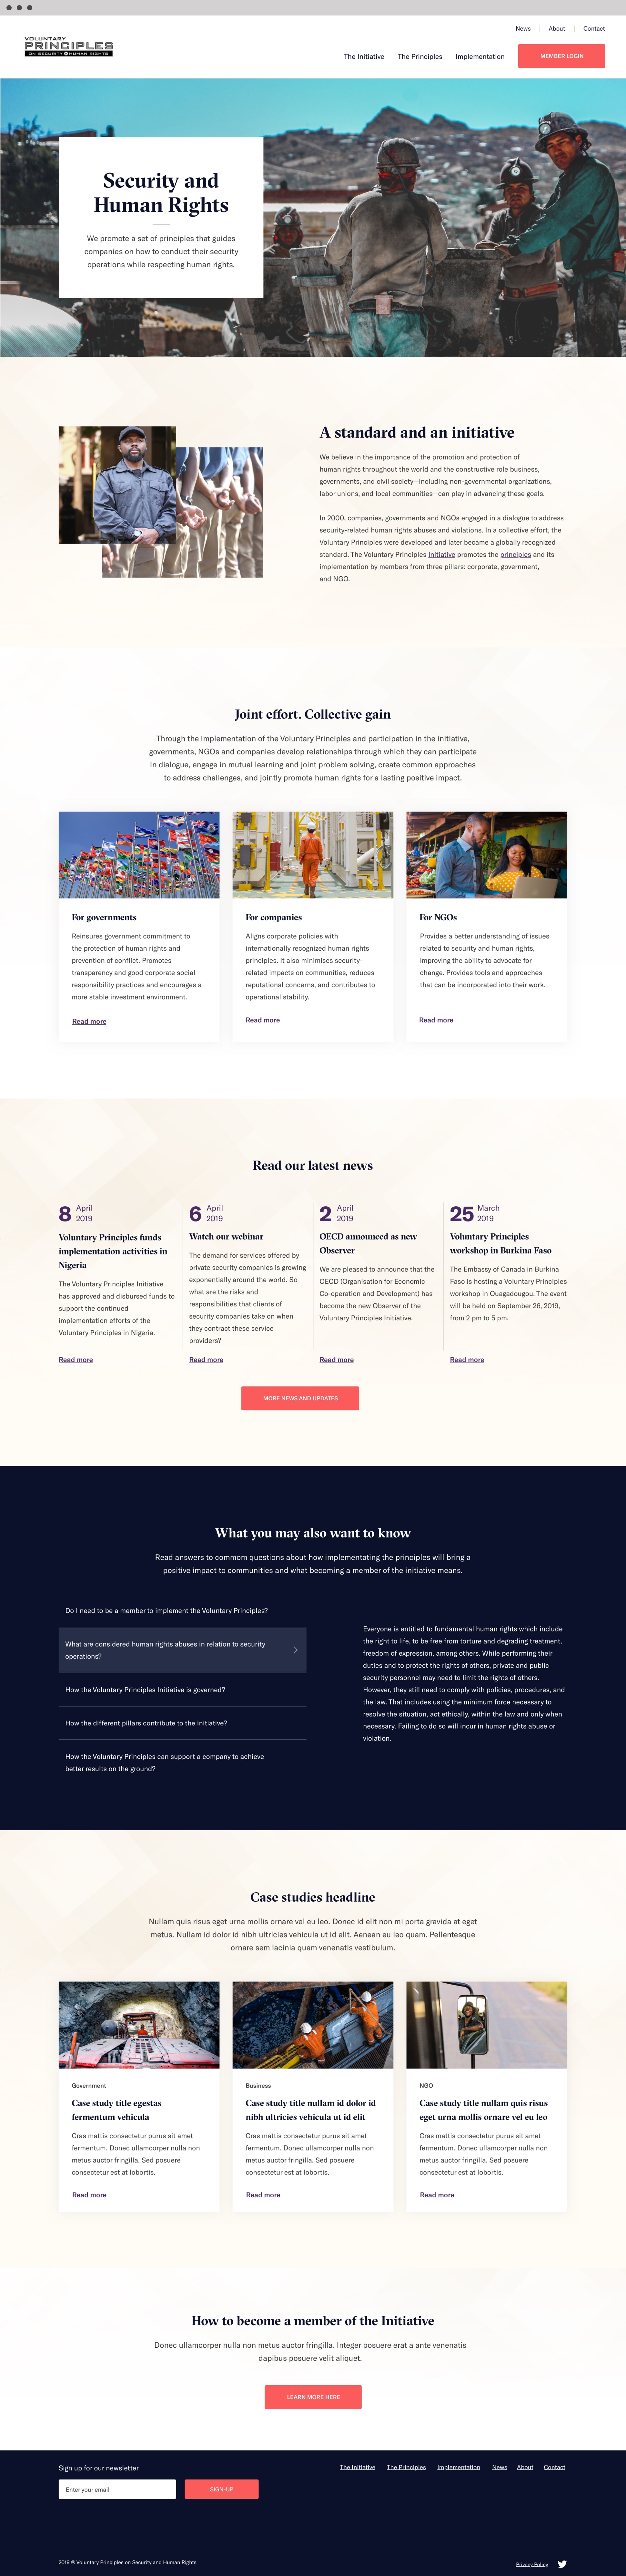 News
About
Contact
VOLUNTARY
PRINCIPLES
ON SECURITY HUMAN RIGHTS
The Initiative
The Principles
Implementation
MEMBER LOGIN
Security and
Human Rights
We promote a set of principles that guides
companies on how to conduct their security
operations while respecting human rights.
A standard and an initiative
We believe in the importance of the promotion and protection of
human rights throughout the world and the constructive role business,
governments, and civil society—including non-governmental organizations,
labor unions, and local communities—can play in advancing these goals.
In 2000, companies, governments and NGOs engaged in a dialogue to address
security-related human rights abuses and violations. In a collective effort, the
Voluntary Principles were developed and later became a globally recognized
standard. The Voluntary Principles Initiative promotes the principles and its
implementation by members from three pillars: corporate, government,
and NGO.
Joint effort. Collective gain
Through the implementation of the Voluntary Principles and participation in the initiative,
governments, NGOs and companies develop relationships through which they can participate
in dialogue, engage in mutual learning and joint problem solving, create common approaches
to address challenges, and jointly promote human rights for a lasting positive impact.
For governments
Reinsures government commitment to
the protection of human rights and
prevention of conflict. Promotes
transparency and good corporate social
responsibility practices and encourages a
more stable investment environment.
Read more
For companies
Aligns corporate policies with
internationally recognized human rights
principles. It also minimises security-
related impacts on communities, reduces
reputational concerns, and contributes to
operational stability.
Read more
For NGOs
Provides a better understanding of issues
related to security and human rights,
improving the ability to advocate for
change. Provides tools and approaches
that can be incorporated into their work.
Read more
Read our latest news
8 April
2019
Voluntary Principles funds
implementation activities in
Nigeria
The Voluntary Principles Initiative
has approved and disbursed funds to
support the continued
implementation efforts of the
Voluntary Principles in Nigeria.
Read more
6 April
2019
Watch our webinar
The demand for services offered by
private security companies is growing
exponentially around the world. So
what are the risks and
responsibilities that clients of
security companies take on when
they contract these service
providers?
Read more
2 April
2019
OECD announced as new
Observer
We are pleased to announce that the
OECD (Organisation for Economic
Co-operation and Development) has
become the new Observer of the
Voluntary Principles Initiative.
Read more
25 March
2019
Voluntary Principles
workshop in Burkina Faso
The Embassy of Canada in Burkina
Faso is hosting a Voluntary Principles
workshop in Ouagadougou. The event
will be held on September 26, 2019,
from 2 pm to 5 pm.
Read more
MORE NEWS AND UPDATES
What you may also want to know
Read answers to commom questions about how implementing the principles will bring a
positive impact to communities and what becoming a member of the initiative means.
Do I need to be a member to implement the Voluntary Principles?
What are considered human rights abuses in relation to security
operations?
How the Voluntary Principles Initiative is governed?
How the different pillars contribute to the initiative?
How the Voluntary Principles can support a company to achieve
better results on the ground?
Everyone is entitled to fundamental human rights which include
the right to life, to be free from torture and degrading treatment,
freedom of expression, among others. While performing their
duties and to protect the rights of others, private and public
security personnel may need to limit the rights of others.
However, they still need to comply with policies, procedures, and
the law. That includes using the minimum force necessary to
resolve the situation, act ethically, within the law and only when
necessary. Failing to do so will incur in human rights abuse or
violation.
Case studies headline
Nullam quis risus eget urna mollis ornare vel eu leo. Donec id elit non mi porta gravida at eget
metus. Nullam id dolor id nibh ultricies vehicula ut id elit. Aenean eu leo quam. Pellentesque
ornare sem lacinia quam venenatis vestibulum.
Government
Case study title egestas
fermentum vehicula
Cras mattis consectetur purus sit amet
fermentum. Donec ullamcorper nulla non
metus auctor fringilla. Sed posuere
consectetur est at lobortis.
Read more
Business
Case study title nullam id dolor id
nibh ultricies vehicula ut id elit
Cras mattis consectetur purus sit amet
fermentum. Donec ullamcorper nulla non
metus auctor fringilla. Sed posuere
consectetur est at lobortis.
Read more
NGO
Case study title nullam quis risus
eget urna mollis ornare vel eu leo
Cras mattis consectetur purus sit amet
fermentum. Donec ullamcorper nulla non
metus auctor fringilla. Sed posuere
consectetur est at lobortis.
Read more
How to become a member of the Initiative
Donec ullamcorper nulla non metus auctor fringilla. Integer posuere erat a ante venenatis
dapibus posuere velit aliquet.
LEARN MORE HERE
Sign up for our newsletter
Enter your email
SIGN-UP
The Initiative
The Principles
Implementation
News
About
Contact
2019 ® Voluntary Principles on Security and Human Rights
Privacy Policy